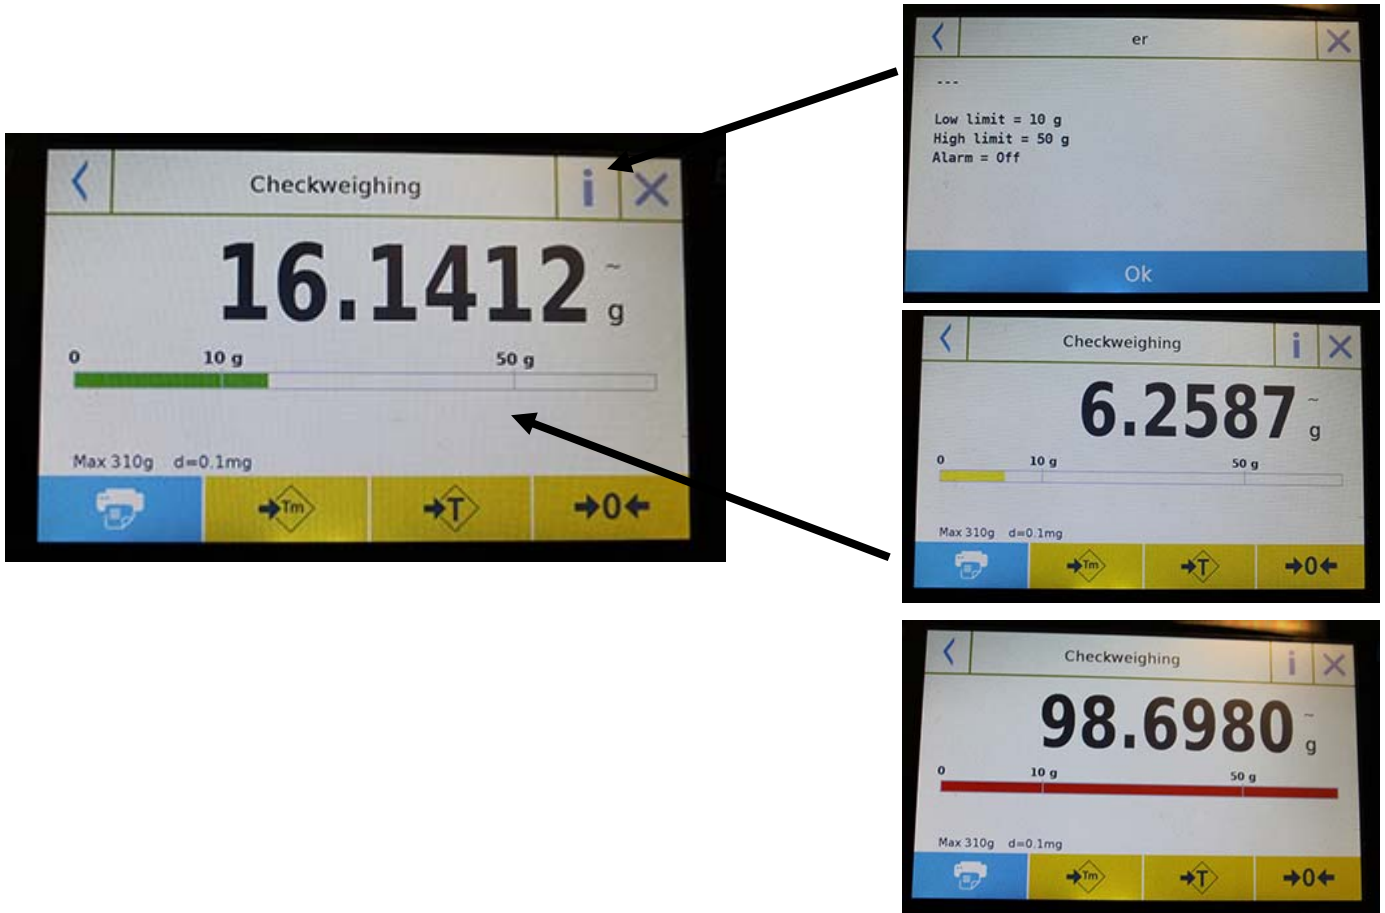 Checkweighing
i
16.1412 ~ g
0 10 g 50 g
Max 310g d=0.1mg
Tm T 0
er
---
Low limit = 10 g
High limit = 50 g
Alarm = Off
Ok
Checkweighing
i
6.2587 ~ g
0 10 g 50 g
Max 310g d=0.1mg
Tm T 0
Checkweighing
i
98.6980 ~ g
0 10 g 50 g
Max 310g d=0.1mg
Tm T 0